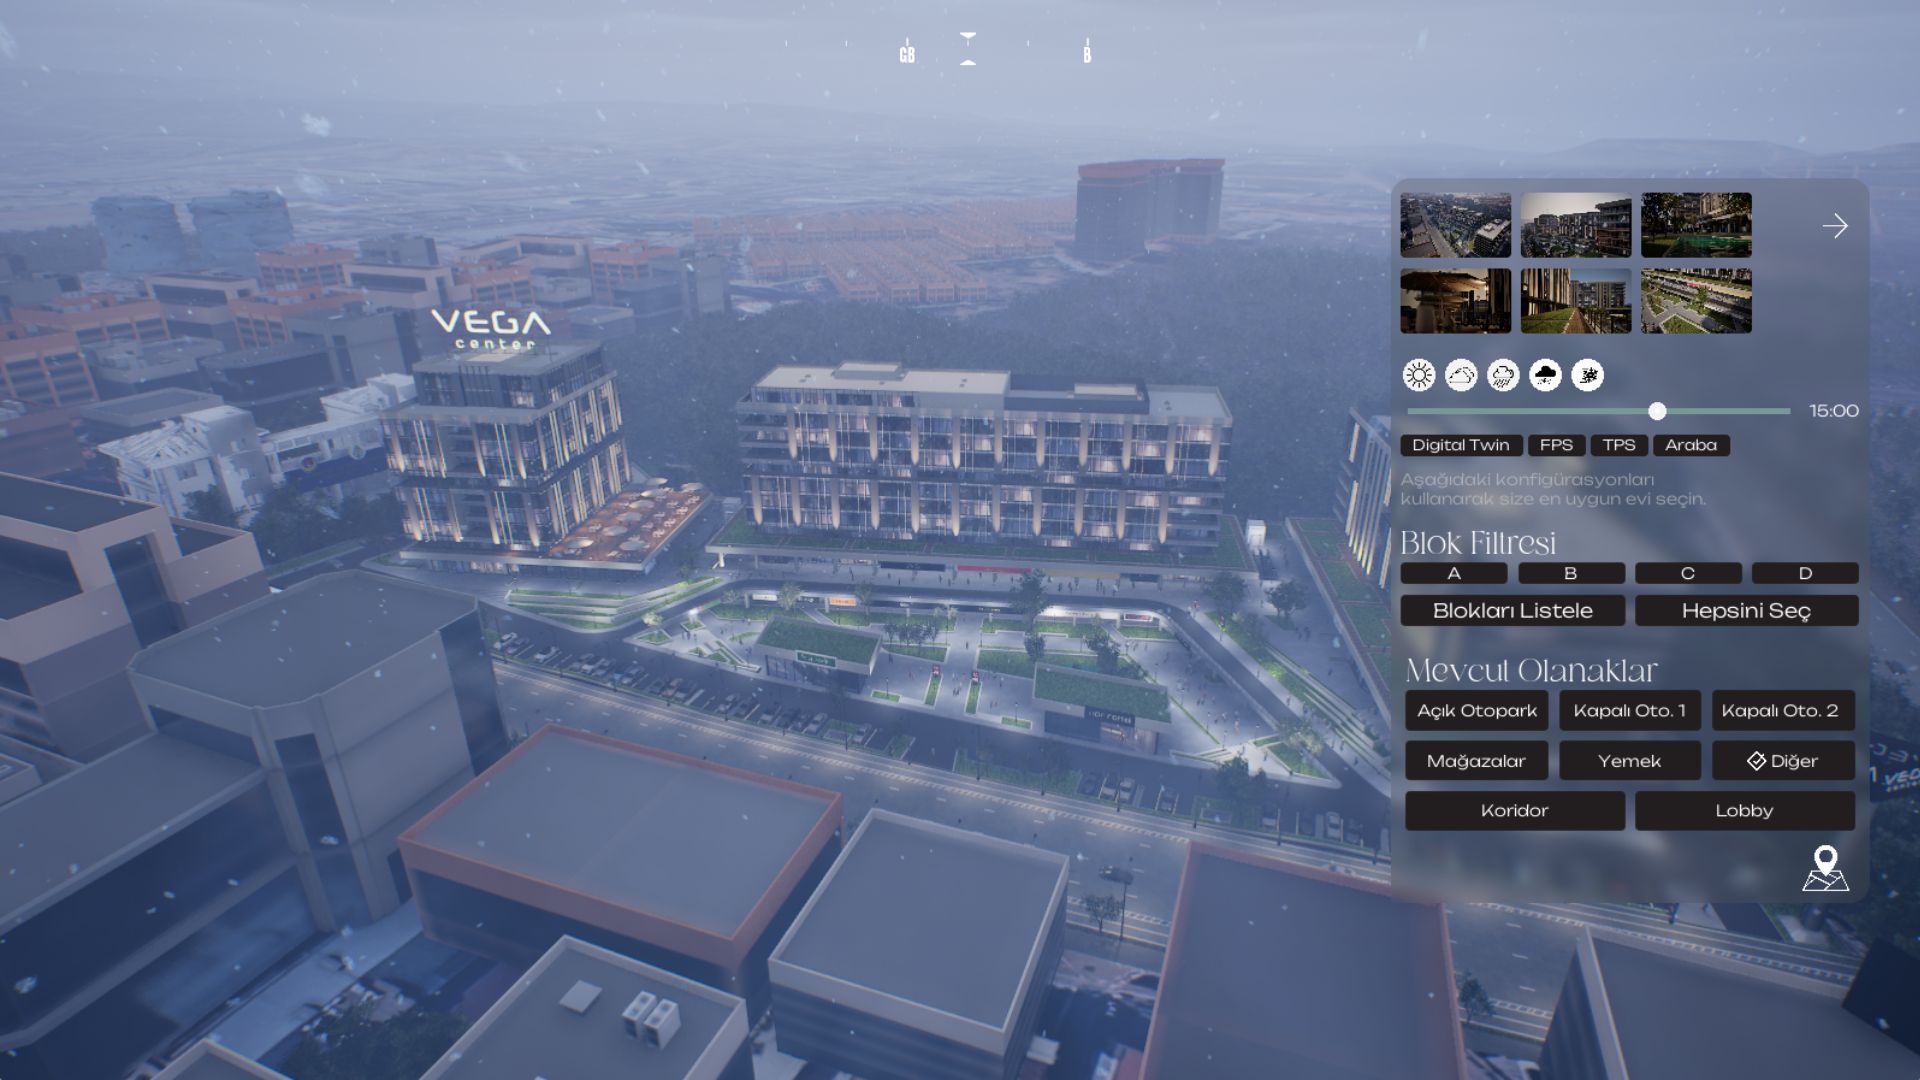 GB
B
VEGA
center
15:00
Digital Twin
FPS
TPS
Araba
Aşağıdaki konfigürasyonları
kullanarak size en uygun evi seçin.
Blok Filtresi
A
B
C
D
Blokları Listele
Hepsini Seç
Mevcut Olanaklar
Açık Otopark
Kapalı Oto. 1
Kapalı Oto. 2
Mağazalar
Yemek
Diğer
Koridor
Lobby